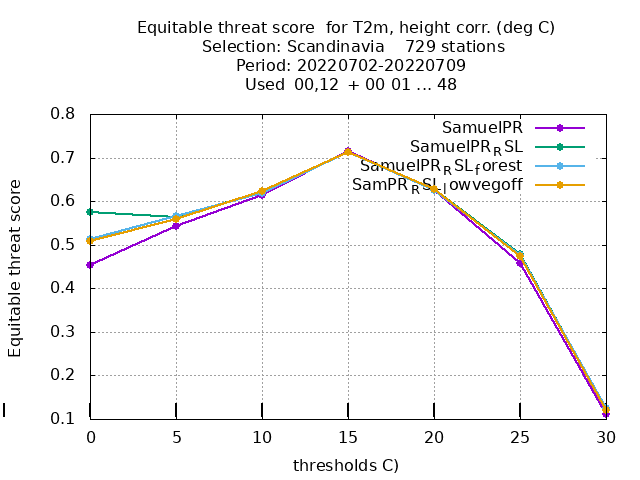 Equitable threat score  for T2m, height corr. (deg C)
Selection: Scandinavia    729 stations
Period: 20220702-20220709
Used  00,12  + 00 01 ... 48
SamuelPR
SamuelPR_RSL
SamuelPR_RSL_forest
SamPR_RSL_lowvegoff
Equitable threat score
0.8
0.7
0.6
0.5
0.4
0.3
0.2
0.1
0 5 10 15 20 25 30
thresholds C)